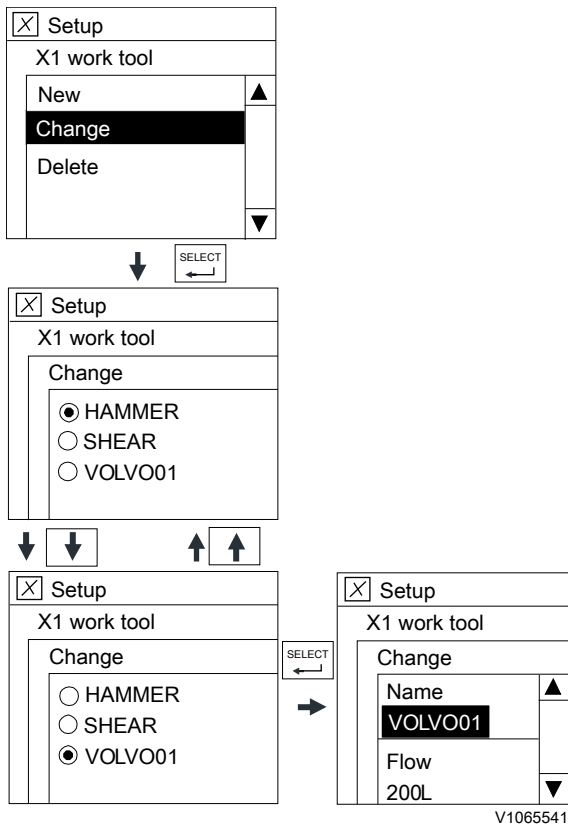 X Setup
X1 work tool
New
Change
Delete
SELECT
X Setup
X1 work tool
Change
HAMMER
SHEAR
VOLVO01
X Setup
X1 work tool
Change
HAMMER
SHEAR
VOLVO01
SELECT
X Setup
X1 work tool
Change
Name
VOLVO01
Flow
200L
V1065541